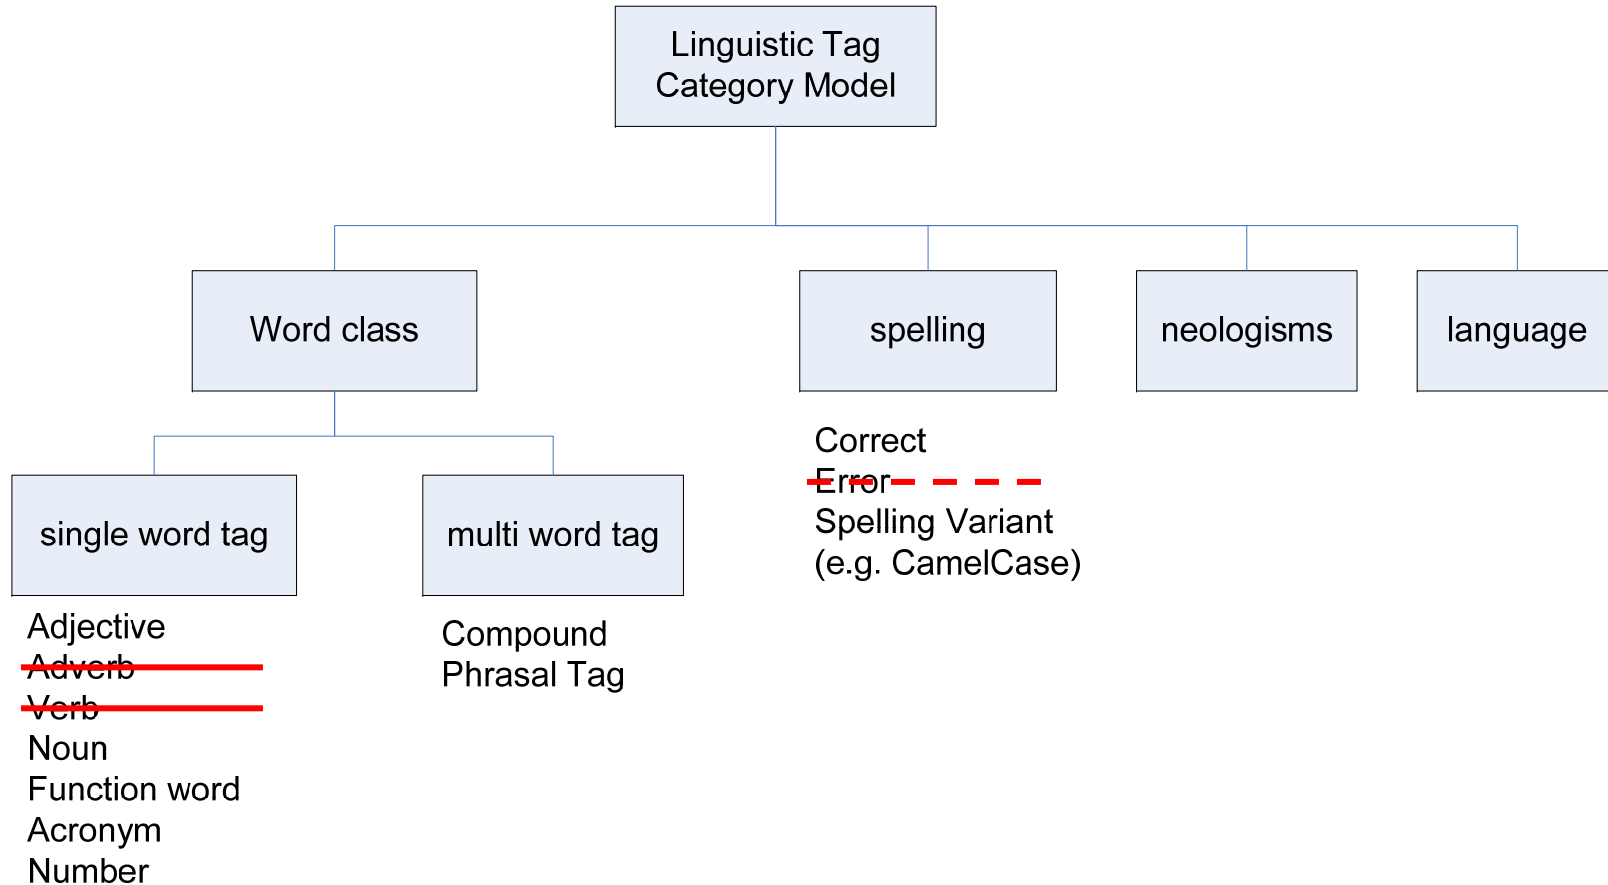 Linguistic Tag
Category Model
Word class
spelling
neologisms
language
Correct
Error
Spelling Variant
(e.g. CamelCase)
single word tag
multi word tag
Adjective
Adverb
Verb
Noun
Function word
Acronym
Number
Compound
Phrasal Tag